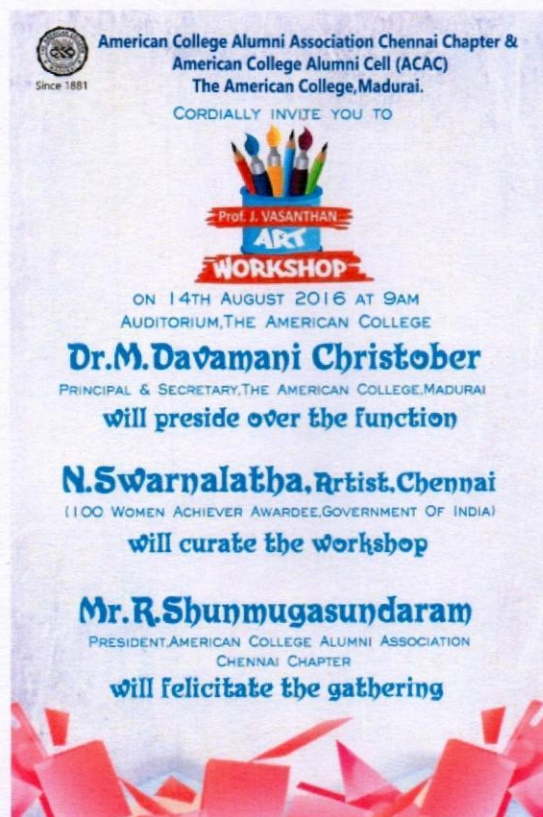 American College Alumni Association Chennai Chapter &
American College Alumni Cell (ACAC)
The American College,Madurai.
Since 1881
CORDIALLY INVITE YOU TO
Prof. J. VASANTHAN
ART
WORKSHOP
ON 14TH AUGUST 2016 AT 9AM
AUDITORIUM,THE AMERICAN COLLEGE
Dr.M.Davamani Christober
PRINCIPAL & SECRETARY,THE AMERICAN COLLEGE,MADURAI
will preside over the function
N.Swarnalatha,Artist,Chennai
(100 WOMEN ACHIEVER AWARDEE,GOVERNMENT OF INDIA)
will curate the workshop
Mr.R.Shunmugasundaram
PRESIDENT,AMERICAN COLLEGE ALUMNI ASSOCIATION
CHENNAI CHAPTER
will felicitate the gathering